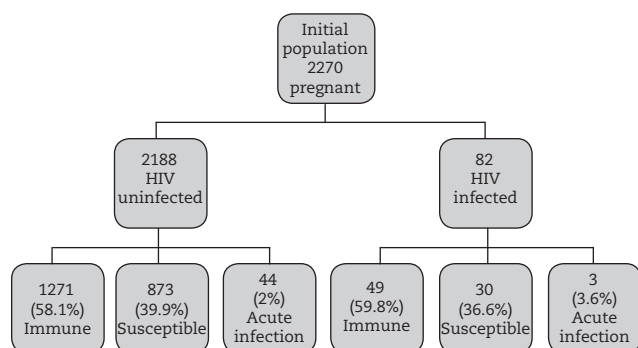 Initial
population
2270
pregnant
2188
HIV
uninfected
82
HIV
infected
1271
(58.1%)
Immune
873
(39.9%)
Susceptible
44
(2%)
Acute
infection
49
(59.8%)
Immune
30
(36.6%)
Susceptible
3
(3.6%)
Acute
infection